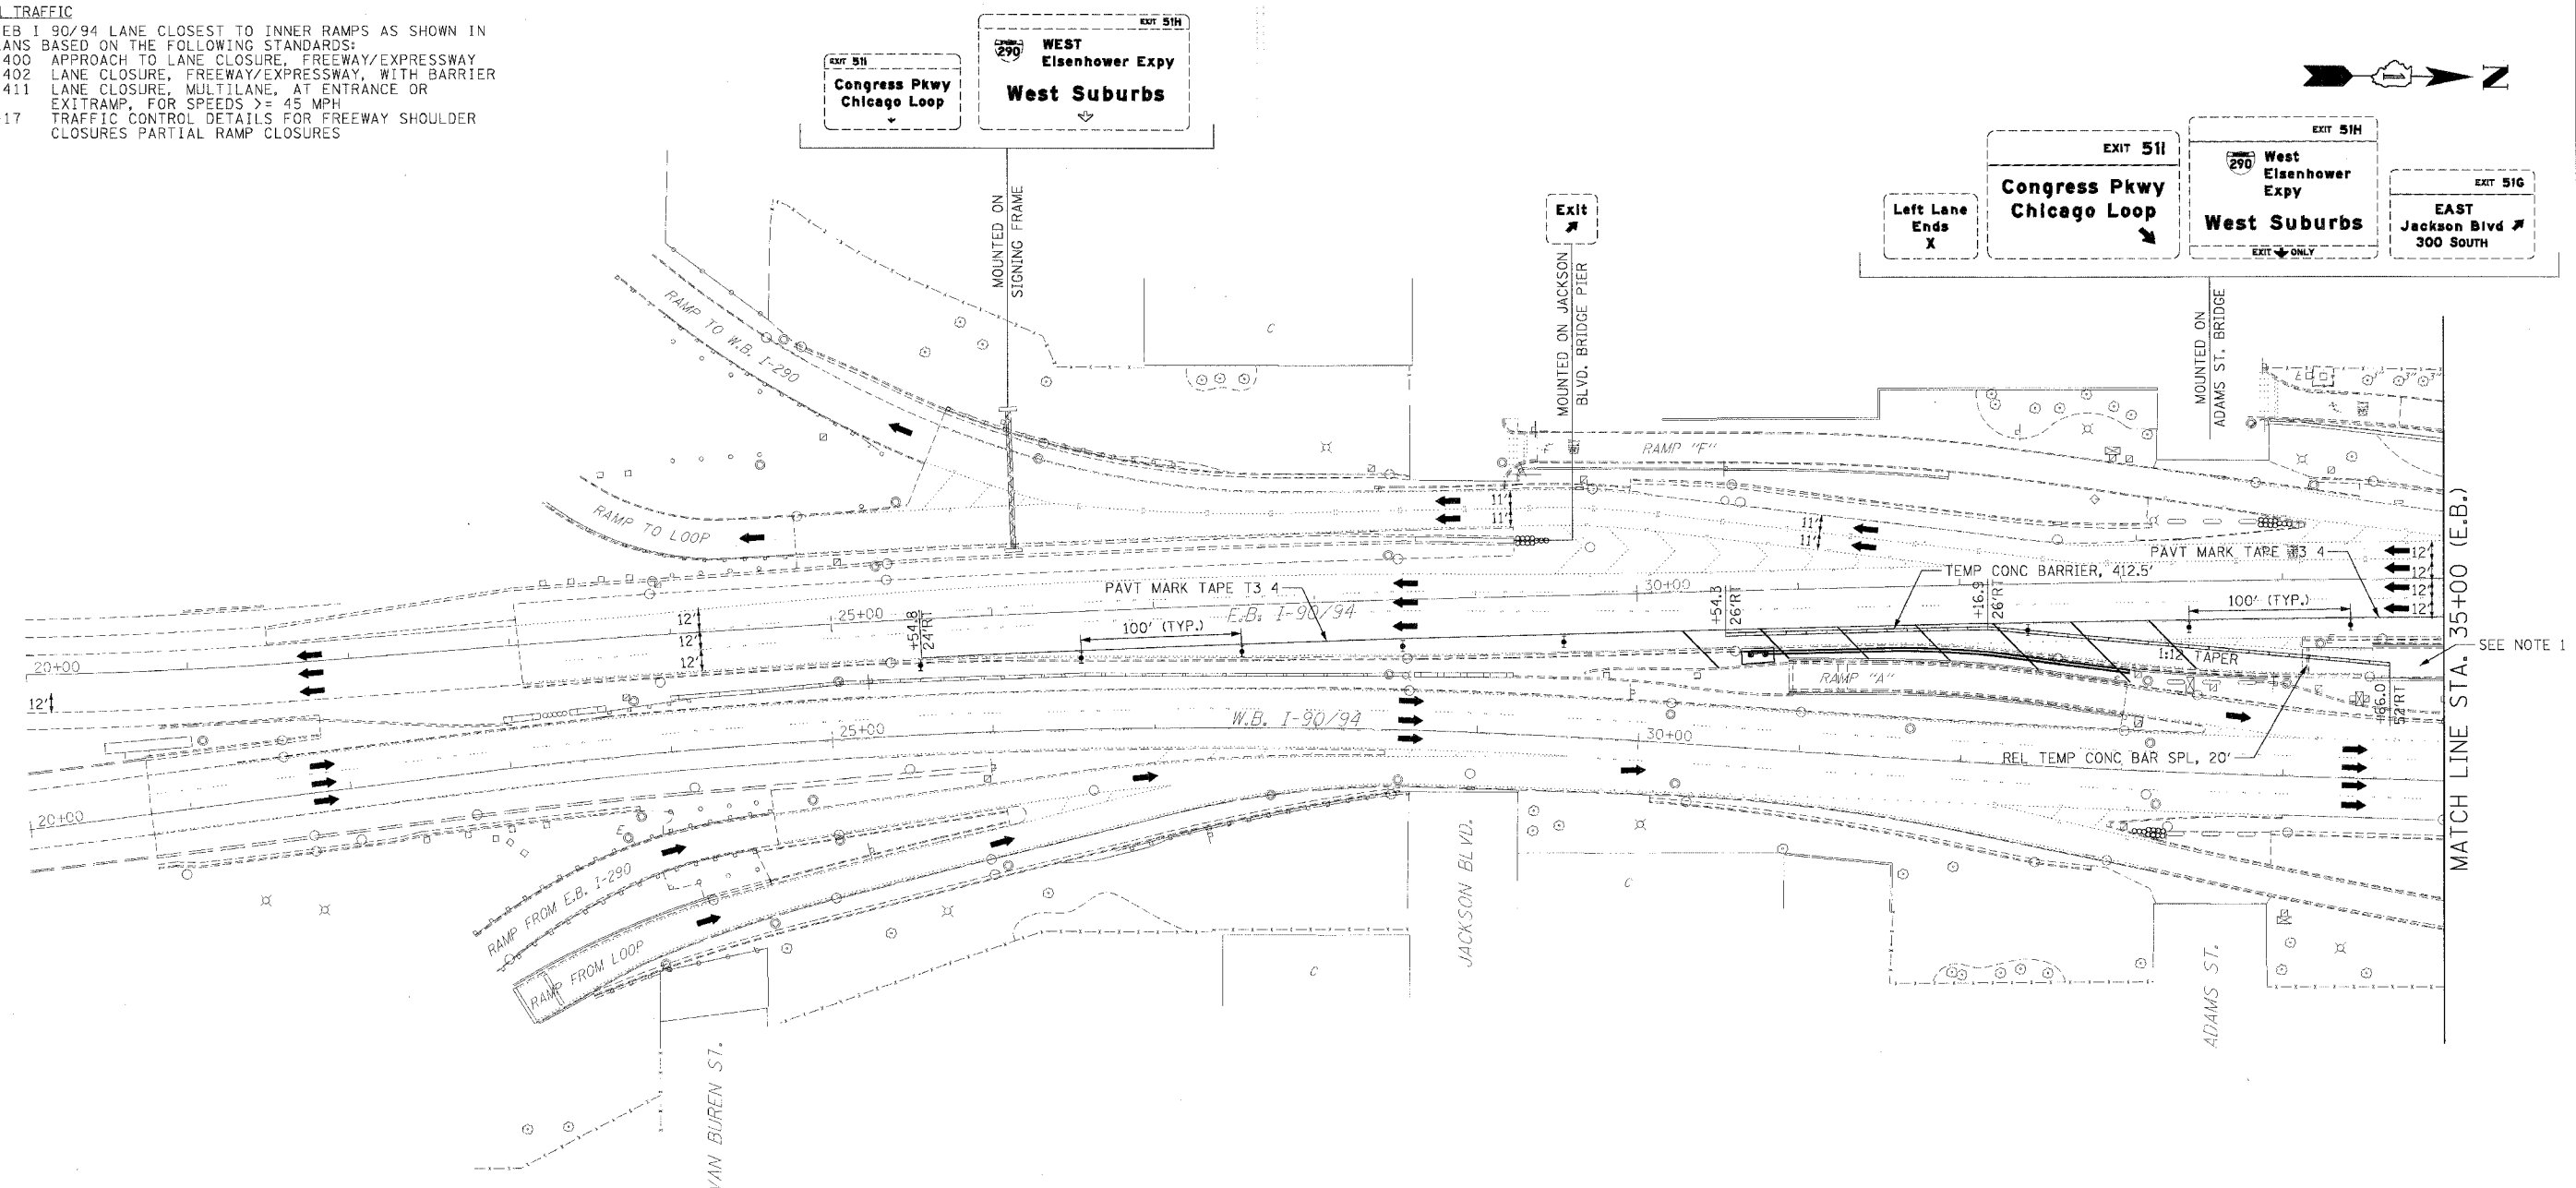 TRAFFIC
EB I 90/94 LANE CLOSEST TO INNER RAMPS AS SHOWN IN
BASED ON THE FOLLOWING STANDARDS:
400 APPROACH TO LANE CLOSURE, FREEWAY/EXPRESSWAY
402 LANE CLOSURE, FREEWAY/EXPRESSWAY, WITH BARRIER
411 LANE CLOSURE, MULTILANE, AT ENTRANCE OR
EXITRAMP, FOR SPEEDS >= 45 MPH
17 TRAFFIC CONTROL DETAILS FOR FREEWAY SHOULDER
CLOSURES PARTIAL RAMP CLOSURES
EXIT 51I
Congress Pkwy
Chicago Loop
EXIT 51H
290 WEST
Eisenhower Expy
West Suburbs
MOUNTED ON
SIGNING FRAME
Exit
MOUNTED ON JACKSON
BLVD. BRIDGE PIER
Left Lane
Ends
X
EXIT 51I
Congress Pkwy
Chicago Loop
EXIT 51H
290 West
Eisenhower
Expy
West Suburbs
EXIT ONLY
EXIT 51G
EAST
Jackson Blvd
300 SOUTH
MOUNTED ON
ADAMS ST. BRIDGE
N
RAMP TO W.B. I-290
RAMP TO LOOP
RAMP "F"
C
11'
11'
11'
11'
PAVT MARK TAPE T3 4
PAVT MARK TAPE 3 4
TEMP CONC BARRIER, 412.5'
12'
12'
12'
12'
100' (TYP.)
100' (TYP.)
E.B. I-90/94
25+00
30+00
20+00
12'
12'
12'
12'
+54.8
24'RT
+54.3
26'RT
+16.9
26'RT
1:12 TAPER
RAMP "A"
+66.0
52'RT
SEE NOTE 1
MATCH LINE STA. 35+00 (E.B.)
W.B. I-90/94
20+00
25+00
30+00
REL TEMP CONC BAR SPL, 20'
RAMP FROM E.B. I-290
RAMP FROM LOOP
C
C
VAN BUREN ST.
JACKSON BLVD.
ADAMS ST.